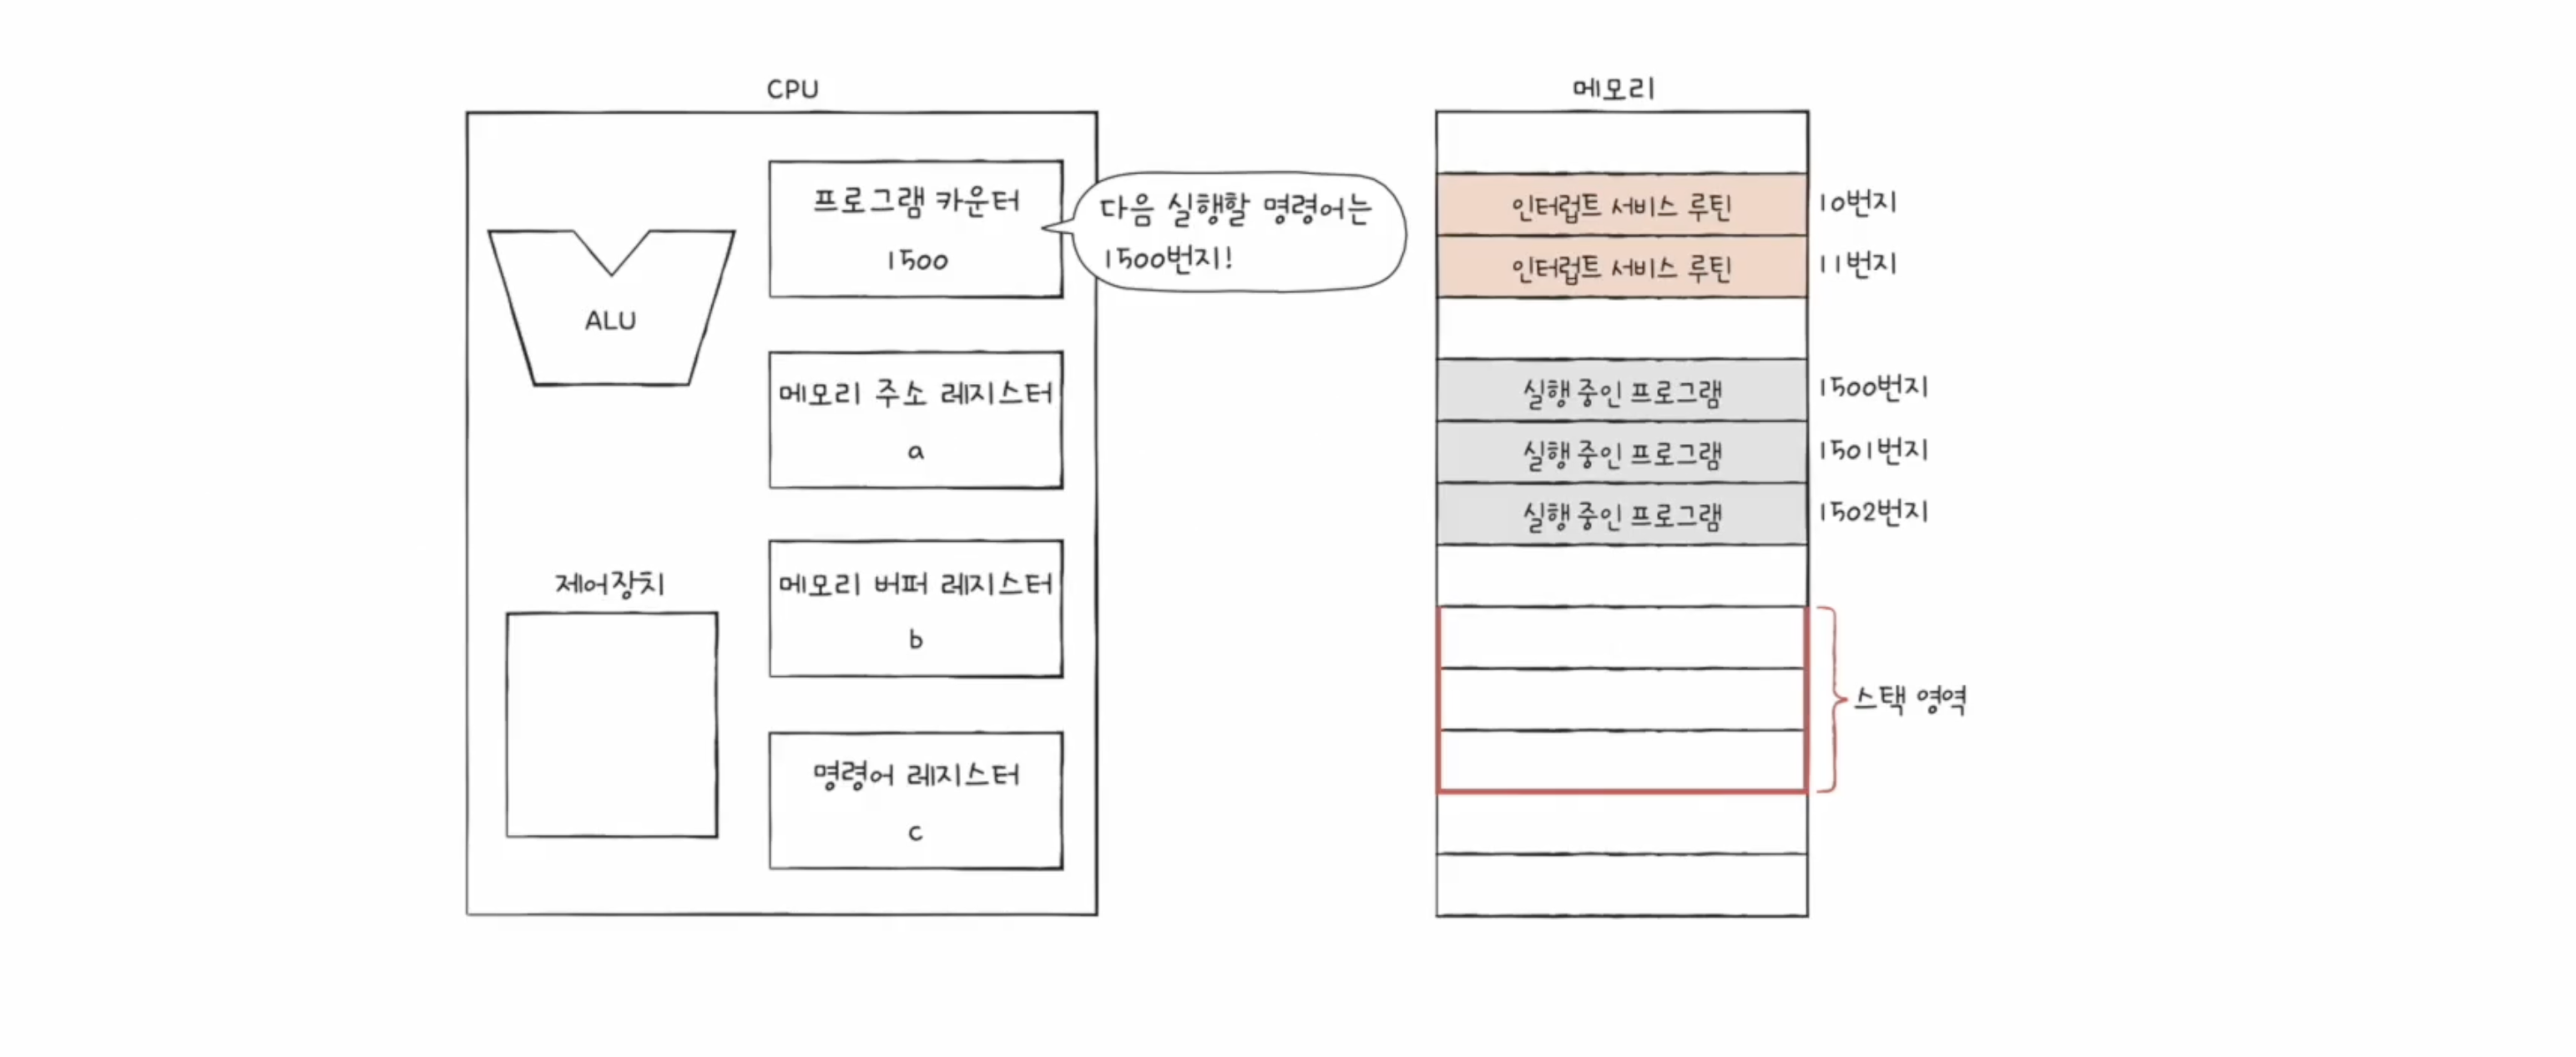 CPU
프로그램 카운터
1500
다음 실행할 명령어는
1500번지!
ALU
메모리 주소 레지스터
a
제어장치
메모리 버퍼 레지스터
b
명령어 레지스터
c
메모리
인터럽트 서비스 루틴 10번지
인터럽트 서비스 루틴 11번지
실행 중인 프로그램 1500번지
실행 중인 프로그램 1501번지
실행 중인 프로그램 1502번지
스택 영역